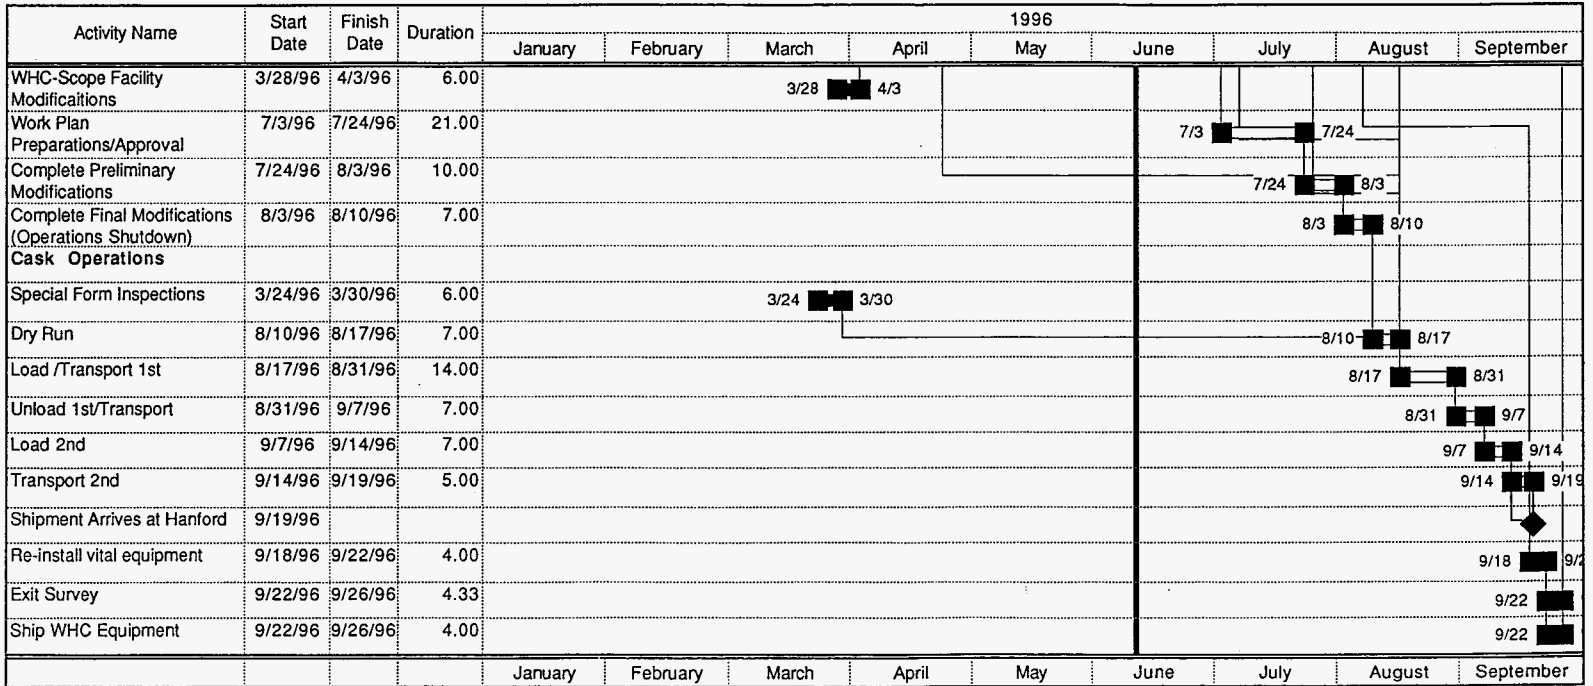 Activity Name Start Date Finish Date Duration 1996
January February March April May June July August September
WHC-Scope Facility 3/28/96 4/3/96 6.00 3/28 4/3
Modificaitions
Work Plan 7/3/96 7/24/96 21.00 7/3 7/24
Preparations/Approval
Complete Preliminary 7/24/96 8/3/96 10.00 7/24 8/3
Modifications
Complete Final Modifications 8/3/96 8/10/96 7.00 8/3 8/10
(Operations Shutdown)
Cask Operations
Special Form Inspections 3/24/96 3/30/96 6.00 3/24 3/30
Dry Run 8/10/96 8/17/96 7.00 8/10 8/17
Load /Transport 1st 8/17/96 8/31/96 14.00 8/17 8/31
Unload 1st/Transport 8/31/96 9/7/96 7.00 8/31 9/7
Load 2nd 9/7/96 9/14/96 7.00 9/7 9/14
Transport 2nd 9/14/96 9/19/96 5.00 9/14 9/19
Shipment Arrives at Hanford 9/19/96
Re-install vital equipment 9/18/96 9/22/96 4.00 9/18 9/2
Exit Survey 9/22/96 9/26/96 4.33 9/22
Ship WHC Equipment 9/22/96 9/26/96 4.00 9/22
January February March April May June July August September